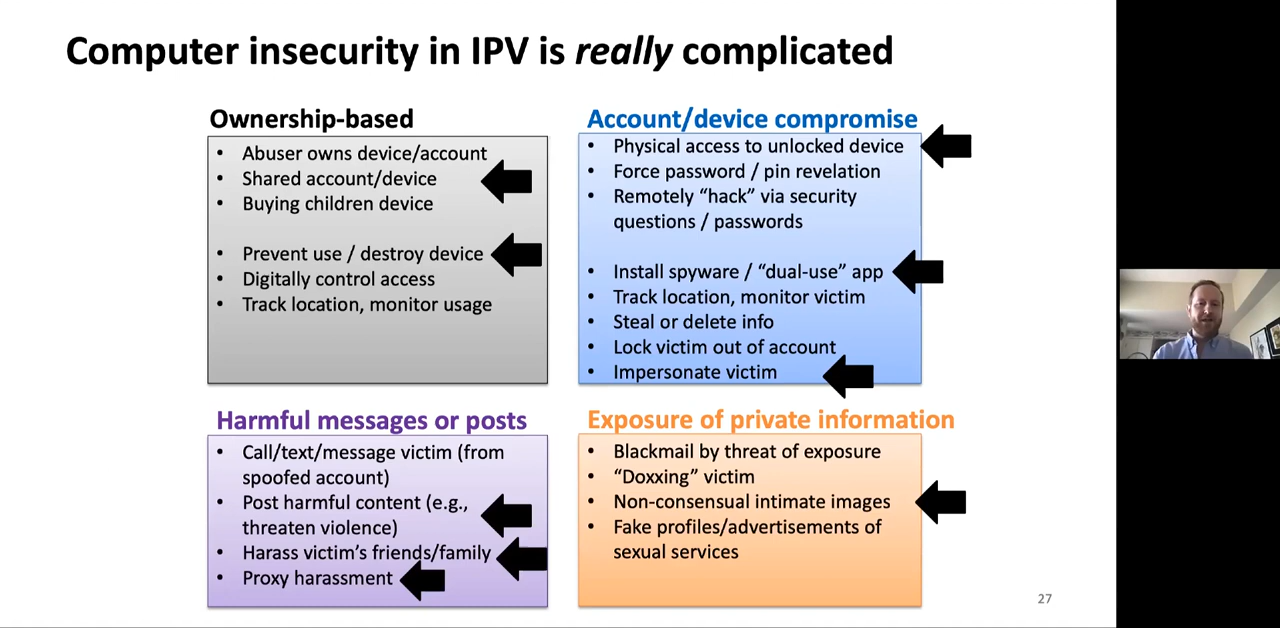 Computer insecurity in IPV is really complicated
Ownership-based
• Abuser owns device/account
• Shared account/device
• Buying children device
• Prevent use / destroy device
• Digitally control access
• Track location, monitor usage
Account/device compromise
• Physical access to unlocked device
• Force password / pin revelation
• Remotely “hack” via security
questions / passwords
• Install spyware / “dual-use” app
• Track location, monitor victim
• Steal or delete info
• Lock victim out of account
• Impersonate victim
Harmful messages or posts
• Call/text/message victim (from
spoofed account)
• Post harmful content (e.g.,
threaten violence)
• Harass victim’s friends/family
• Proxy harassment
Exposure of private information
• Blackmail by threat of exposure
• “Doxxing” victim
• Non-consensual intimate images
• Fake profiles/advertisements of
sexual services
27